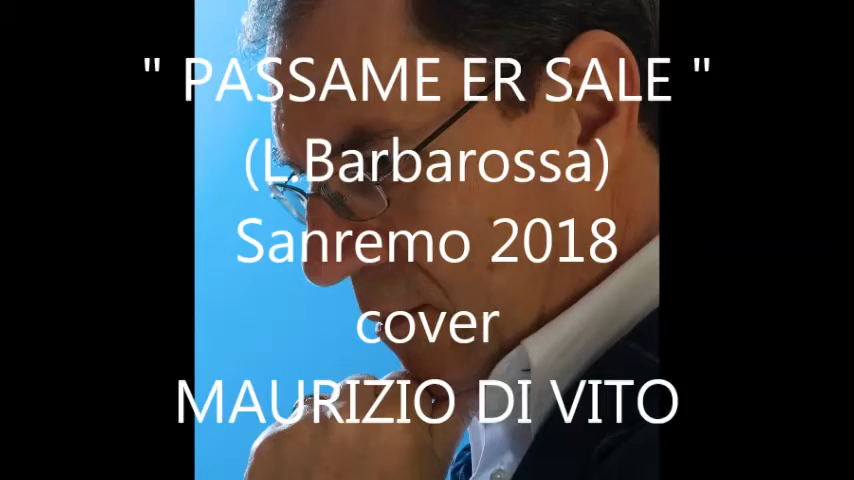 " PASSAME ER SALE "
(L.Barbarossa)
Sanremo 2018
cover
MAURIZIO DI VITO